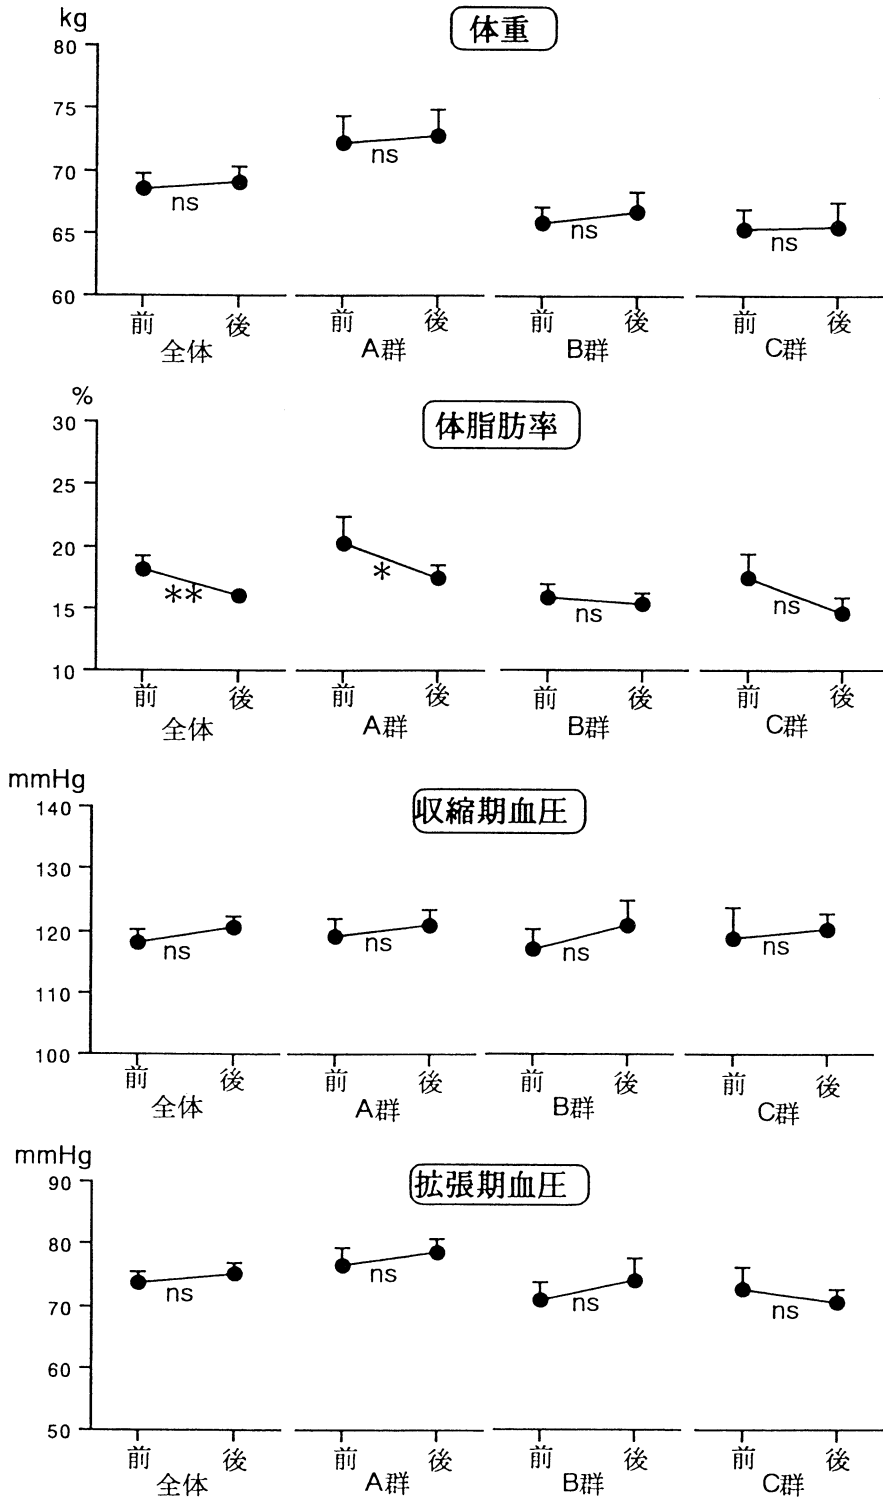 kg
体重
80
75
70
65
60
ns
ns
ns
ns
前 後 前 後 前 後 前 後
全体 A群 B群 C群
%
体脂肪率
30
25
20
15
10
**
*
ns
ns
前 後 前 後 前 後 前 後
全体 A群 B群 C群
mmHg
収縮期血圧
140
130
120
110
100
ns
ns
ns
ns
前 後 前 後 前 後 前 後
全体 A群 B群 C群
mmHg
拡張期血圧
90
80
70
60
50
ns
ns
ns
ns
前 後 前 後 前 後 前 後
全体 A群 B群 C群